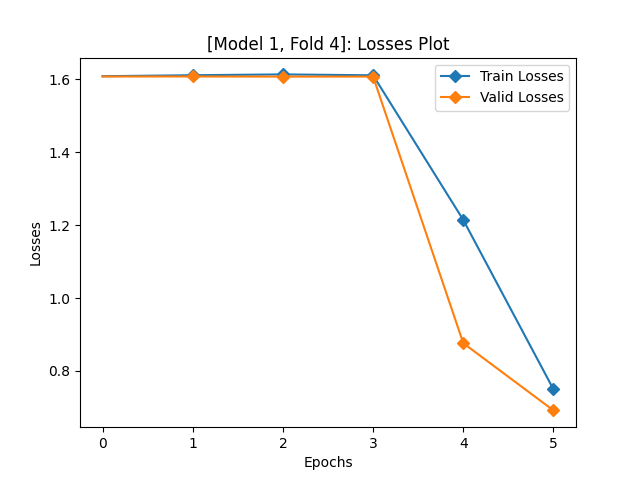 [Model 1, Fold 4]: Losses Plot
Train Losses
Valid Losses
1.6
1.4
1.2
1.0
0.8
Losses
0 1 2 3 4 5
Epochs